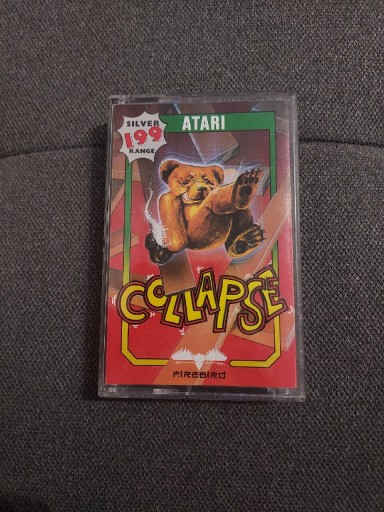 SILVER
199
RANGE
ATARI
COLLAPSE
FIREBIRD